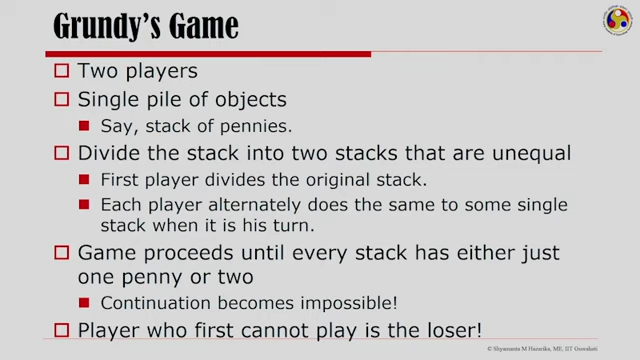 Grundy's Game
Two players
Single pile of objects
Say, stack of pennies.
Divide the stack into two stacks that are unequal
First player divides the original stack.
Each player alternately does the same to some single
stack when it is his turn.
Game proceeds until every stack has either just
one penny or two
Continuation becomes impossible!
Player who first cannot play is the loser!
© Shyamanta M Hazarika, ME, IIT Guwahati